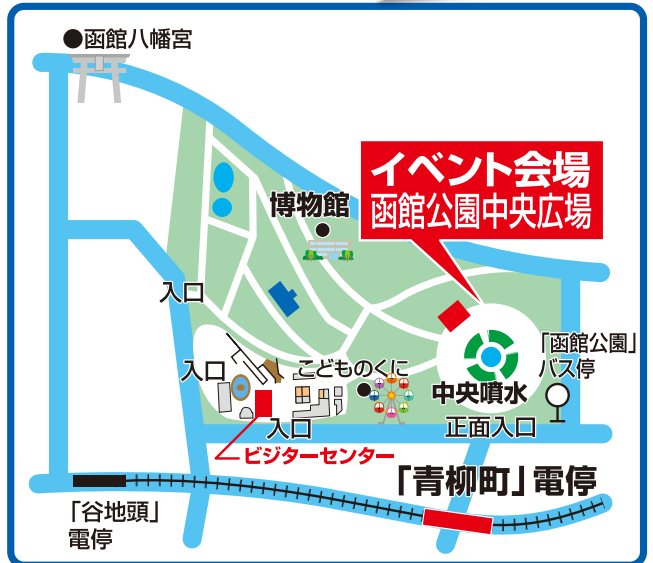 ●函館八幡宮
イベント会場
函館公園中央広場
博物館
入口
「函館公園」
バス停
入口
こどものくに
中央噴水
入口
正面入口
ビジターセンター
「青柳町」電停
「谷地頭」
電停